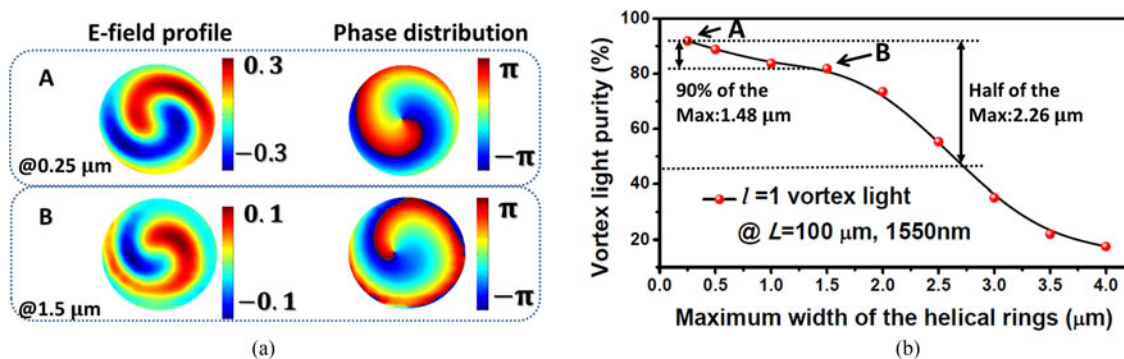 E-field profile
Phase distribution
A
0.3
−0.3
π
−π
@0.25 μm
B
0.1
−0.1
π
−π
@1.5 μm
(a)
Vortex light purity (%)
100
80
60
40
20
A
B
90% of the
Max:1.48 μm
Half of the
Max:2.26 μm
l =1 vortex light
@ L=100 μm, 1550nm
0.0 0.5 1.0 1.5 2.0 2.5 3.0 3.5 4.0
Maximum width of the helical rings (μm)
(b)